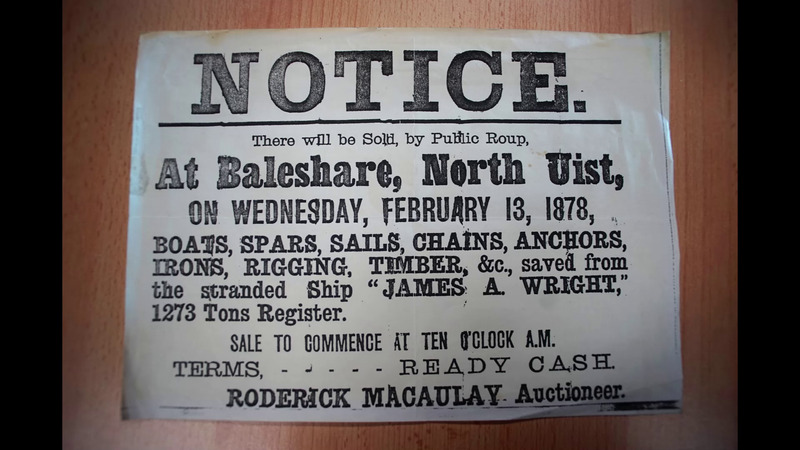 NOTICE.
There will be Sold, by Public Roup,
At Baleshare, North Uist,
ON WEDNESDAY, FEBRUARY 13, 1878,
BOATS, SPARS, SAILS, CHAINS, ANCHORS,
IRONS, RIGGING, TIMBER, &c., saved from
the stranded Ship "JAMES A. WRIGHT,"
1273 Tons Register.
SALE TO COMMENCE AT TEN O'CLOCK A.M.
TERMS, - - - - - READY CASH.
RODERICK MACAULAY Auctioneer.